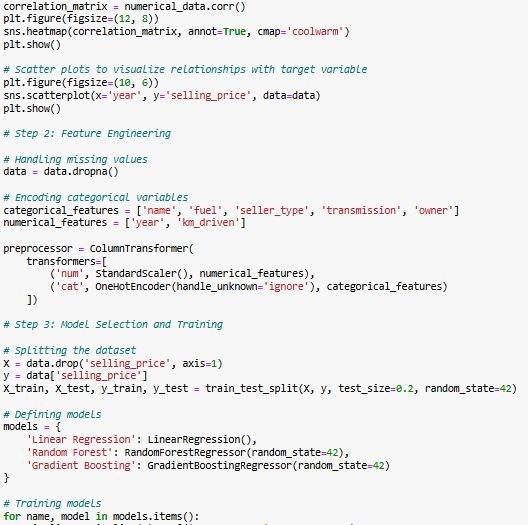 correlation_matrix = numerical_data.corr()
plt.figure(figsize=(12, 8))
sns.heatmap(correlation_matrix, annot=True, cmap='coolwarm')
plt.show()
# Scatter plots to visualize relationships with target variable
plt.figure(figsize=(10, 6))
sns.scatterplot(x='year', y='selling_price', data=data)
plt.show()
# Step 2: Feature Engineering
# Handling missing values
data = data.dropna()
# Encoding categorical variables
categorical_features = ['name', 'fuel', 'seller_type', 'transmission', 'owner']
numerical_features = ['year', 'km_driven']
preprocessor = ColumnTransformer(
    transformers=[
        ('num', StandardScaler(), numerical_features),
        ('cat', OneHotEncoder(handle_unknown='ignore'), categorical_features)
    ])
# Step 3: Model Selection and Training
# Splitting the dataset
X = data.drop('selling_price', axis=1)
y = data['selling_price']
X_train, X_test, y_train, y_test = train_test_split(X, y, test_size=0.2, random_state=42)
# Defining models
models = {
    'Linear Regression': LinearRegression(),
    'Random Forest': RandomForestRegressor(random_state=42),
    'Gradient Boosting': GradientBoostingRegressor(random_state=42)
}
# Training models
for name, model in models.items():